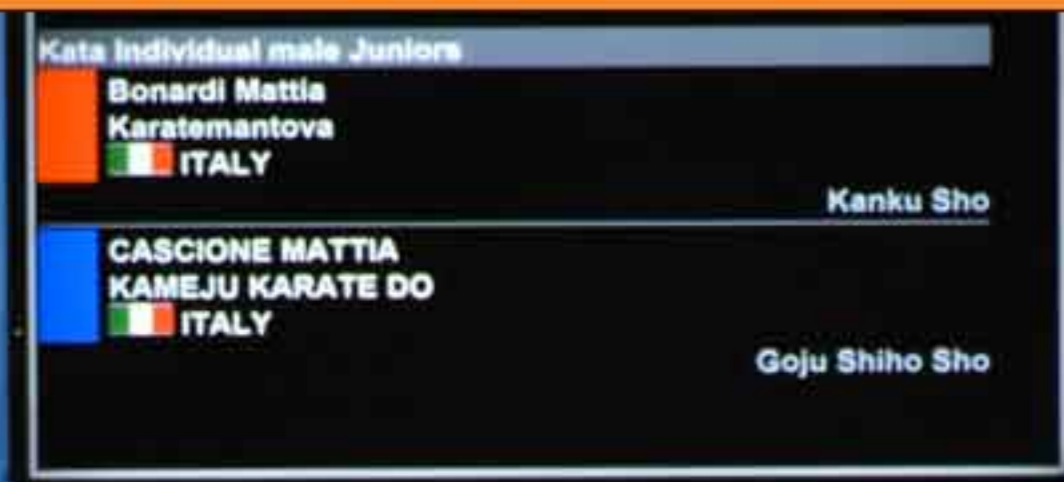 Kata Individual male Juniors
Bonardi Mattia
Karatemantova
ITALY
Kanku Sho
CASCIONE MATTIA
KAMEJU KARATE DO
ITALY
Goju Shiho Sho